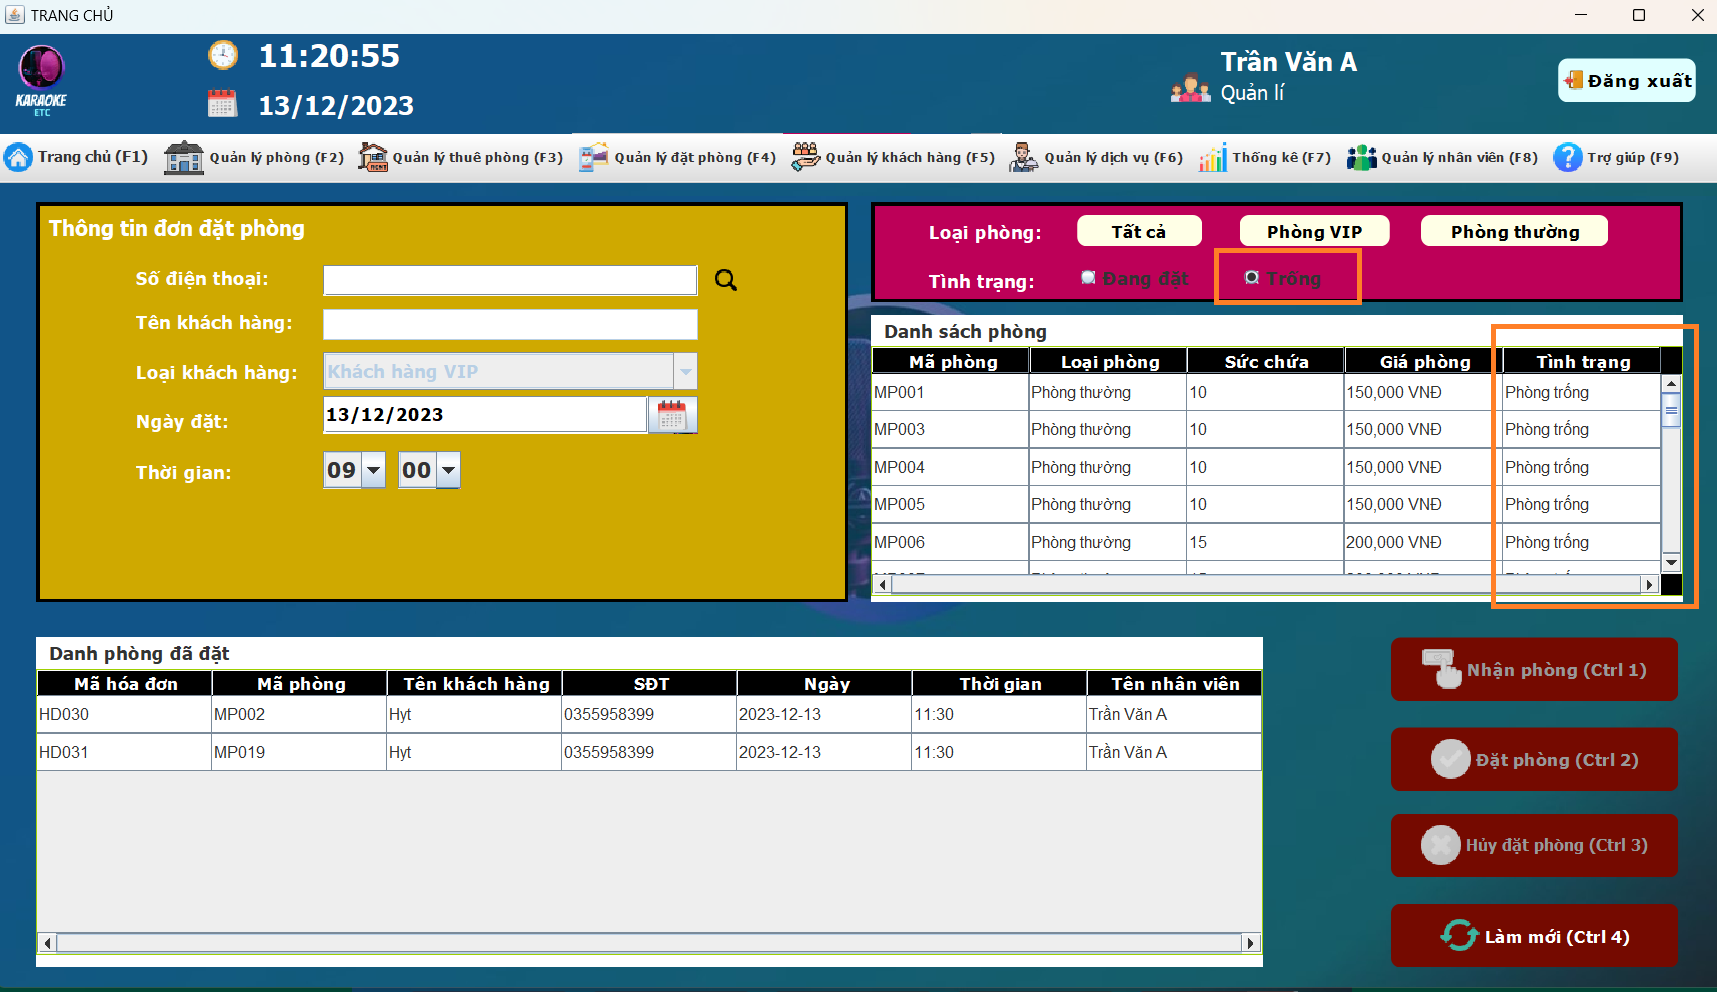 TRANG CHỦ
KARAOKE
ETC
11:20:55
13/12/2023
Trần Văn A
Quản lí
Đăng xuất
Trang chủ (F1) Quản lý phòng (F2) Quản lý thuê phòng (F3) Quản lý đặt phòng (F4) Quản lý khách hàng (F5) Quản lý dịch vụ (F6) Thống kê (F7) Quản lý nhân viên (F8) Trợ giúp (F9)
Thông tin đơn đặt phòng
Số điện thoại:
Tên khách hàng:
Loại khách hàng: Khách hàng VIP
Ngày đặt: 13/12/2023
Thời gian: 09 00
Loại phòng: Tất cả Phòng VIP Phòng thường
Tình trạng: Đang đặt Trống
Danh sách phòng
Mã phòng Loại phòng Sức chứa Giá phòng Tình trạng
MP001 Phòng thường 10 150,000 VNĐ Phòng trống
MP003 Phòng thường 10 150,000 VNĐ Phòng trống
MP004 Phòng thường 10 150,000 VNĐ Phòng trống
MP005 Phòng thường 10 150,000 VNĐ Phòng trống
MP006 Phòng thường 15 200,000 VNĐ Phòng trống
Danh phòng đã đặt
Mã hóa đơn Mã phòng Tên khách hàng SĐT Ngày Thời gian Tên nhân viên
HD030 MP002 Hyt 0355958399 2023-12-13 11:30 Trần Văn A
HD031 MP019 Hyt 0355958399 2023-12-13 11:30 Trần Văn A
Nhận phòng (Ctrl 1)
Đặt phòng (Ctrl 2)
Hủy đặt phòng (Ctrl 3)
Làm mới (Ctrl 4)